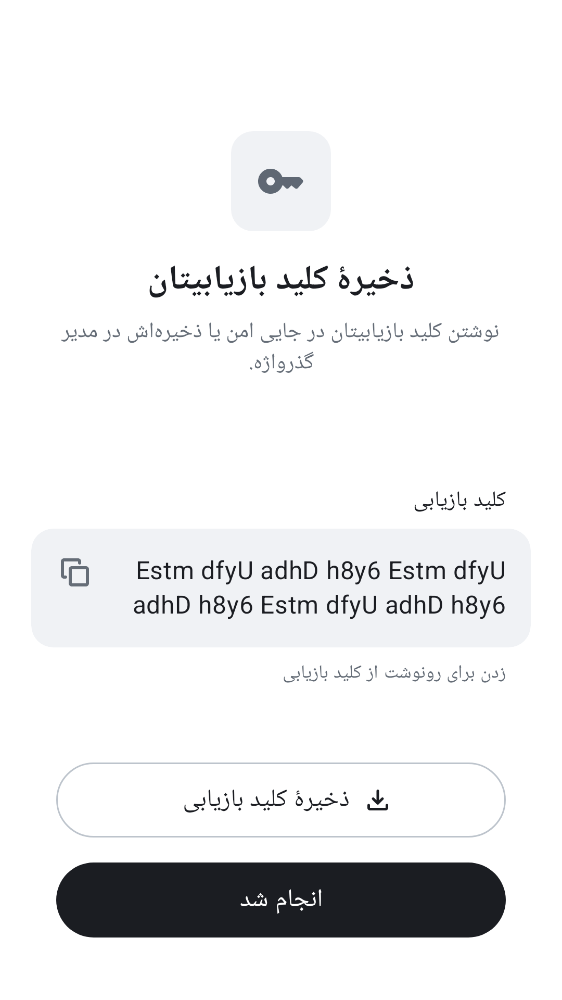 ذخیرهٔ کلید بازیابیتان
نوشتن کلید بازیابیتان در جایی امن یا ذخیره‌اش در مدیر
گذرواژه.
کلید بازیابی
Estm dfyU adhD h8y6 Estm dfyU
adhD h8y6 Estm dfyU adhD h8y6
زدن برای رونوشت از کلید بازیابی
ذخیرهٔ کلید بازیابی
انجام شد